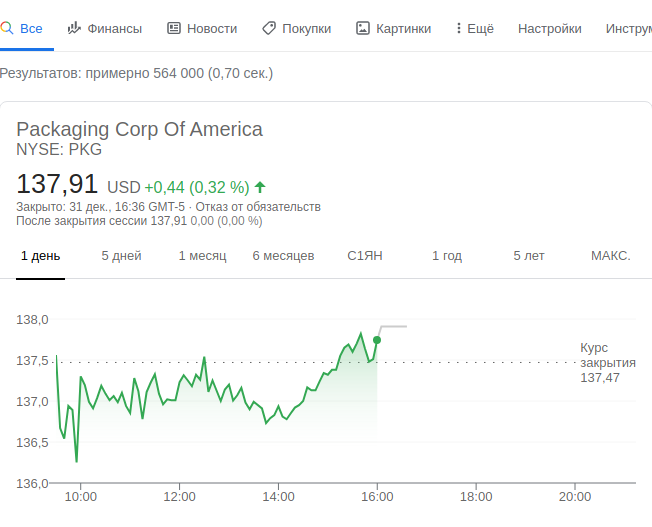 Все Финансы Новости Покупки Картинки Ещё Настройки Инструм
Результатов: примерно 564 000 (0,70 сек.)
Packaging Corp Of America
NYSE: PKG
137,91 USD +0,44 (0,32 %)
Закрыто: 31 дек., 16:36 GMT-5 · Отказ от обязательств
После закрытия сессии 137,91 0,00 (0,00 %)
1 день 5 дней 1 месяц 6 месяцев С1ЯН 1 год 5 лет МАКС.
138,0
137,5
137,0
136,5
136,0
Курс
закрытия
137,47
10:00 12:00 14:00 16:00 18:00 20:00